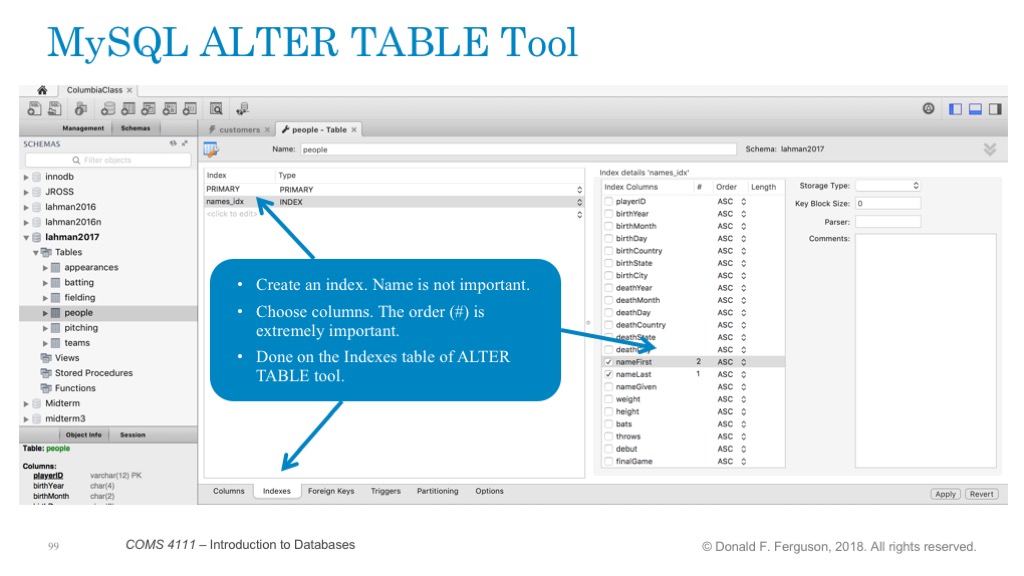 MySQL ALTER TABLE Tool
ColumbiaClass
Management Schemas
customers
people - Table
SCHEMAS
Filter objects
innodb
JROSS
lahman2016
lahman2016n
lahman2017
Tables
appearances
batting
fielding
people
pitching
teams
Views
Stored Procedures
Functions
Midterm
midterm3
Object Info Session
Table: people
Columns:
playerID varchar(12) PK
birthYear char(4)
birthMonth char(2)
Name: people
Schema: lahman2017
Index Type
PRIMARY PRIMARY
names_idx INDEX
<click to edit>
• Create an index. Name is not important.
• Choose columns. The order (#) is
extremely important.
• Done on the Indexes table of ALTER
TABLE tool.
Index details 'names_idx'
Index Columns # Order Length
playerID ASC
birthYear ASC
birthMonth ASC
birthDay ASC
birthCountry ASC
birthState ASC
birthCity ASC
deathYear ASC
deathMonth ASC
deathDay ASC
deathCountry ASC
deathState ASC
ASC
nameFirst 2 ASC
nameLast 1 ASC
nameGiven ASC
weight ASC
height ASC
bats ASC
throws ASC
debut ASC
finalGame ASC
Storage Type:
Key Block Size: 0
Parser:
Comments:
Columns Indexes Foreign Keys Triggers Partitioning Options
Apply Revert
99
COMS 4111 – Introduction to Databases
© Donald F. Ferguson, 2018. All rights reserved.